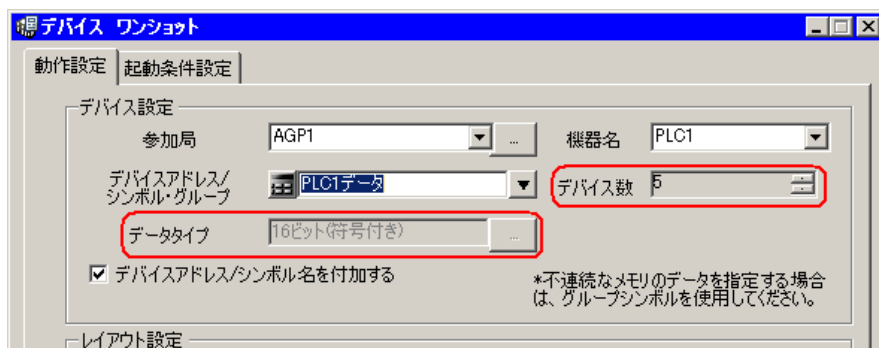 デバイス ワンショット
動作設定 起動条件設定
デバイス設定
参加局 AGP1 ... 機器名 PLC1
デバイスアドレス/
シンボル・グループ PLC1データ デバイス数 5
データタイプ 16ビット(符号付き) ...
デバイスアドレス/シンボル名を付加する
*不連続なメモリのデータを指定する場合
は、グループシンボルを使用してください。
レイアウト設定